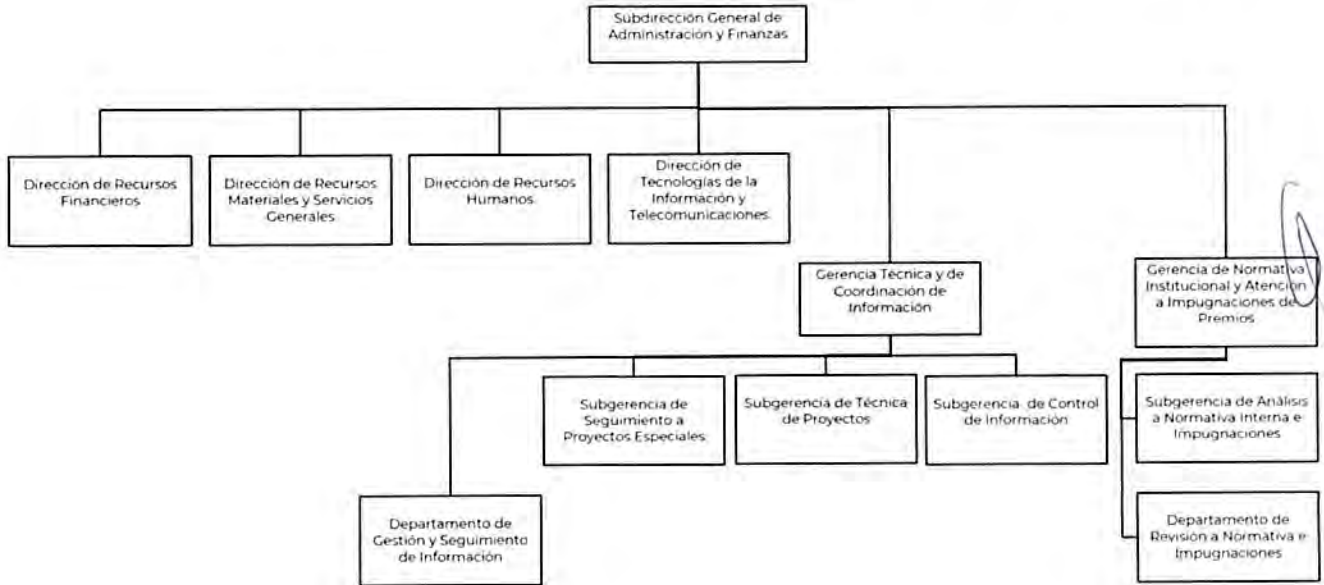 Subdirección General de
Administración y Finanzas
Dirección de Recursos
Financieros
Dirección de Recursos
Materiales y Servicios
Generales
Dirección de Recursos
Humanos
Dirección de
Tecnologías de la
Información y
Telecomunicaciones
Gerencia Técnica y de
Coordinación de
Información
Gerencia de Normativa
Institucional y Atención
a Impugnaciones de
Premios
Subgerencia de
Seguimiento a
Proyectos Especiales
Subgerencia de Técnica
de Proyectos
Subgerencia de Control
de Información
Subgerencia de Análisis
a Normativa Interna e
Impugnaciones
Departamento de
Gestión y Seguimiento
de Información
Departamento de
Revisión a Normativa e
Impugnaciones